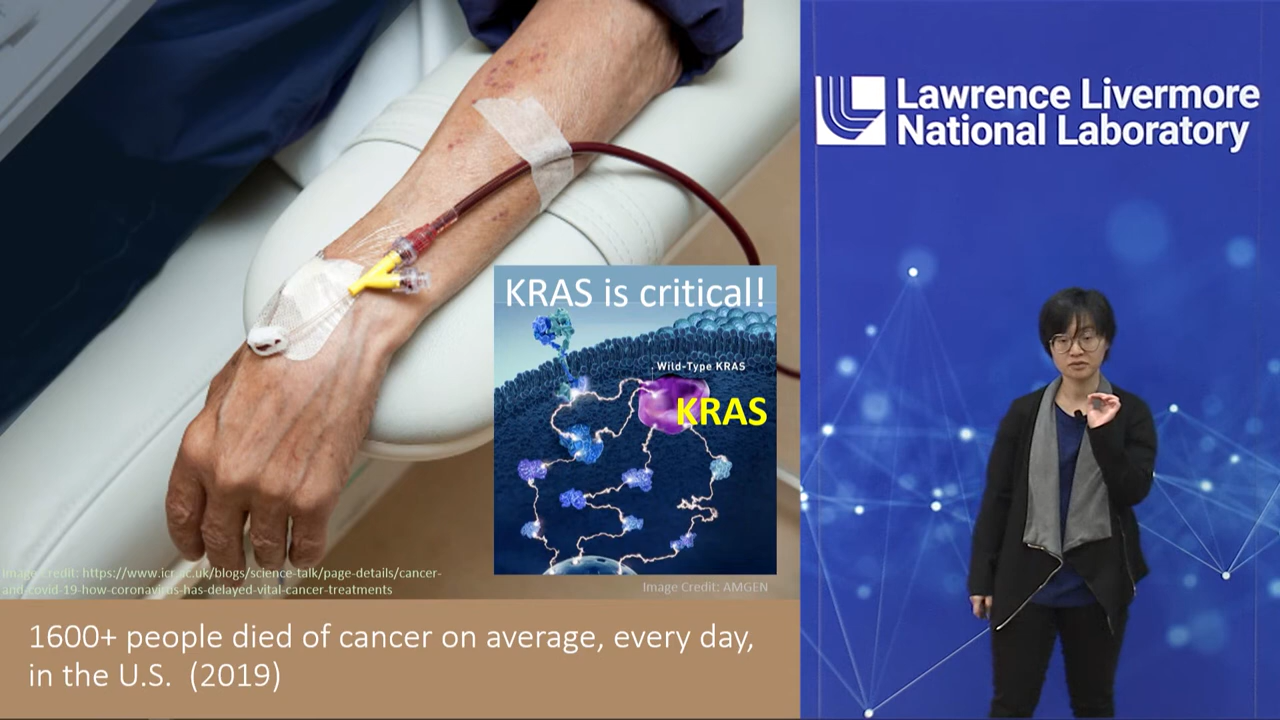 Lawrence Livermore
National Laboratory
KRAS is critical!
Wild-Type KRAS
KRAS
Image Credit: https://www.icr.ac.uk/blogs/science-talk/page-details/cancer-
and-covid-19-how-coronavirus-has-delayed-vital-cancer-treatments
Image Credit: AMGEN
1600+ people died of cancer on average, every day,
in the U.S. (2019)